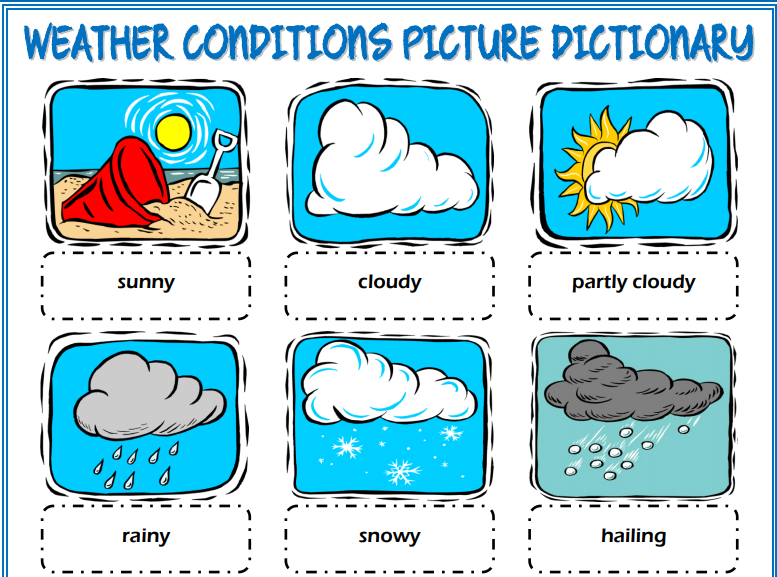 WEATHER CONDITIONS PICTURE DICTIONARY
sunny
cloudy
partly cloudy
rainy
snowy
hailing